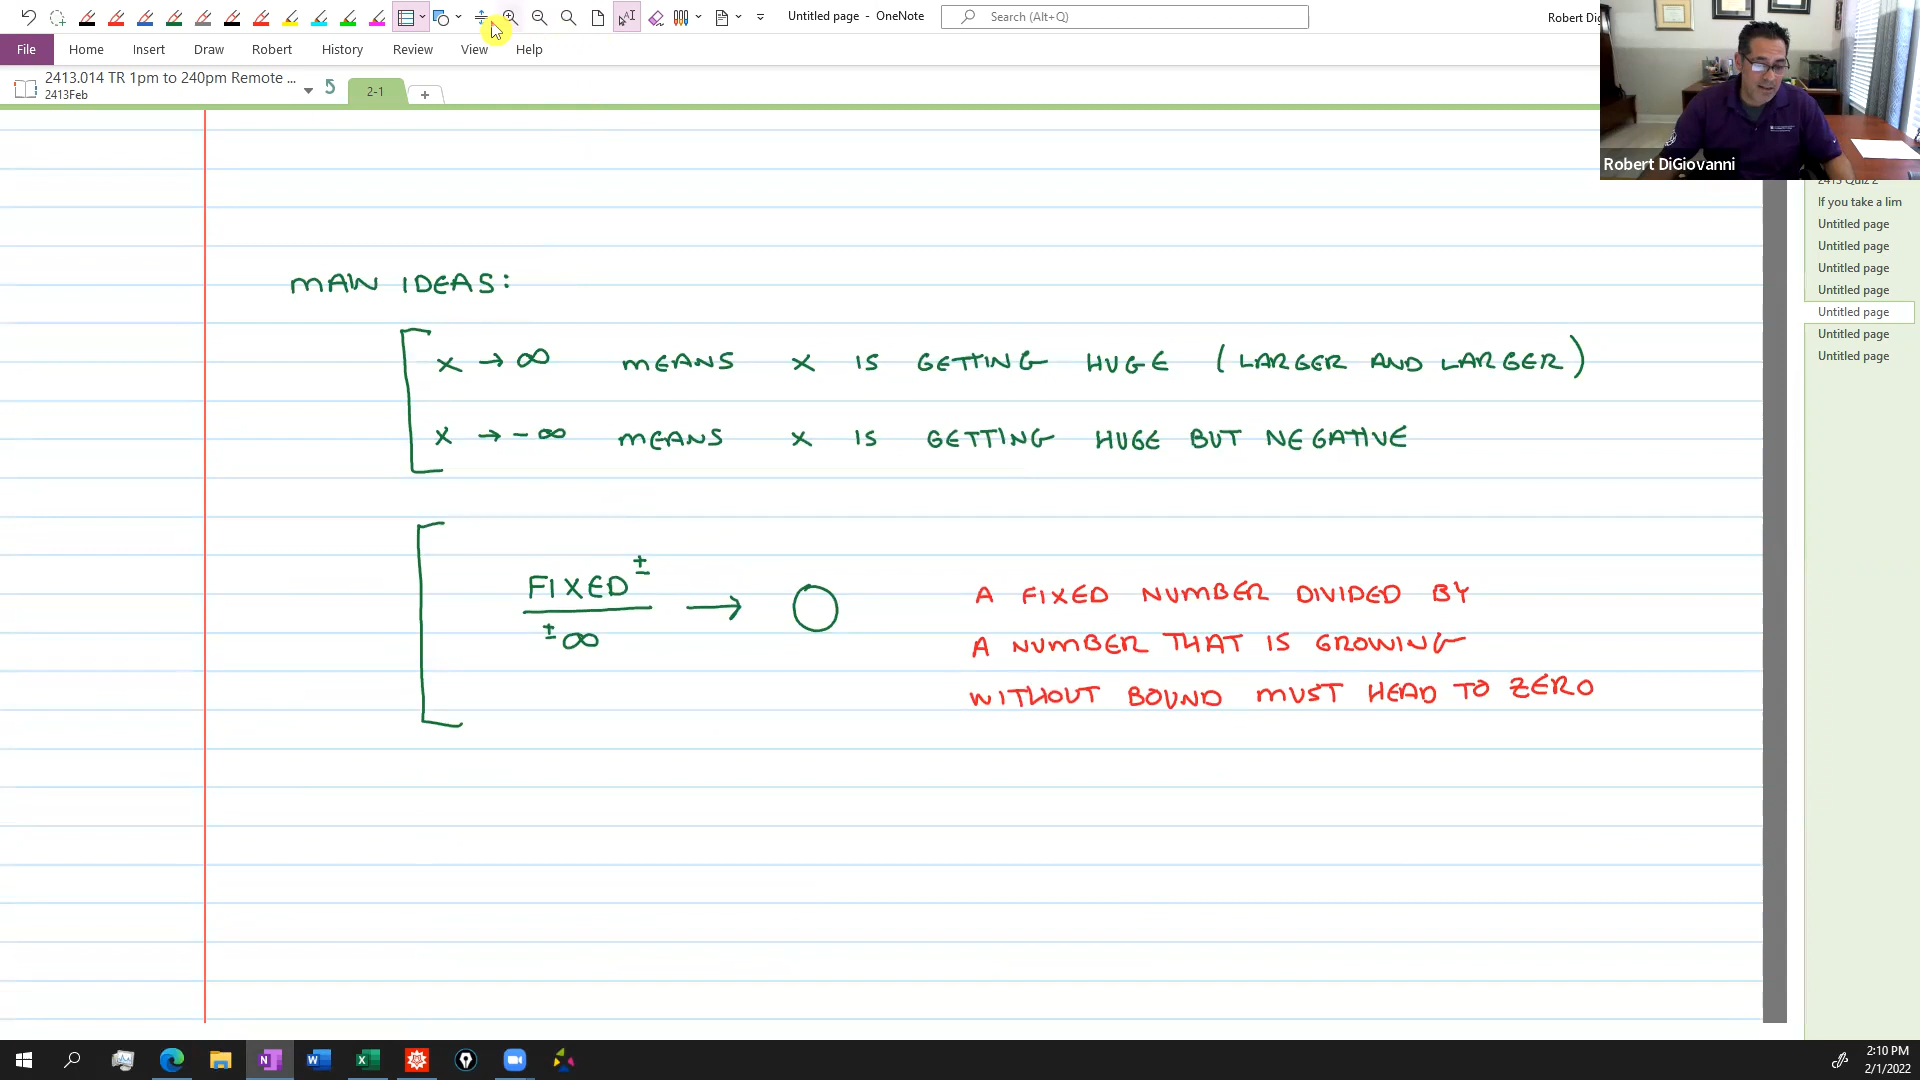 Untitled page - OneNote
Search (Alt+Q)
File Home Insert Draw Robert History Review View Help
Robert DiGiovanni
2413.014 TR 1pm to 240pm Remote ...
2413Feb
2-1
If you take a lim
Untitled page
Untitled page
Untitled page
Untitled page
Untitled page
Untitled page
Untitled page
MAIN IDEAS:
x → ∞ MEANS x IS GETTING HUGE (LARGER AND LARGER)
x → -∞ MEANS x IS GETTING HUGE BUT NEGATIVE
FIXED±
±∞
→ 0
A FIXED NUMBER DIVIDED BY
A NUMBER THAT IS GROWING
WITHOUT BOUND MUST HEAD TO ZERO
2:10 PM
2/1/2022